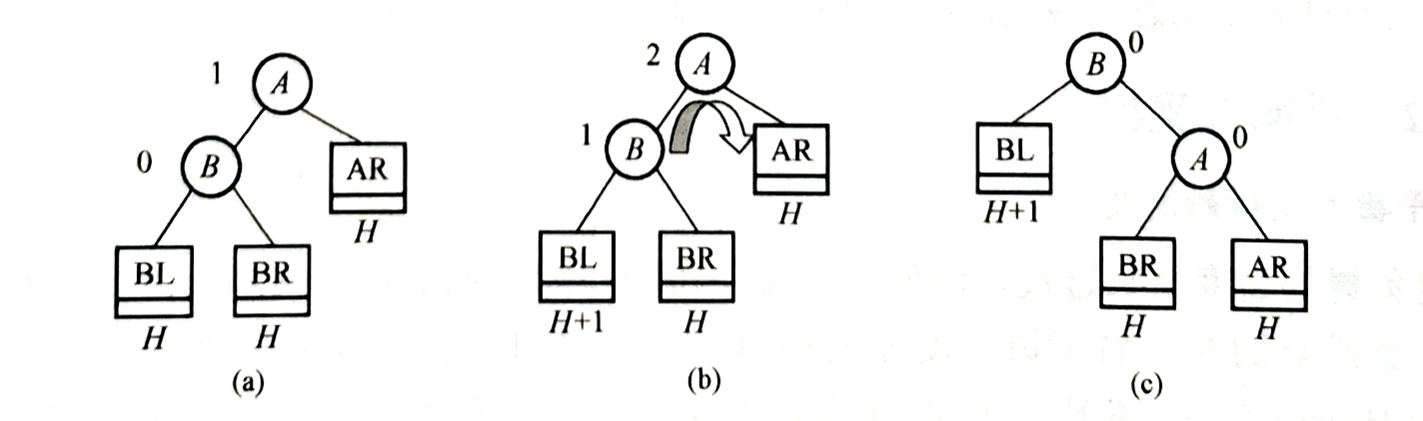 1 A
0 B AR
H
BL BR
H H
(a)
2 A
1 B AR
H
BL BR
H+1 H
(b)
B 0
BL A 0
H+1
BR AR
H H
(c)